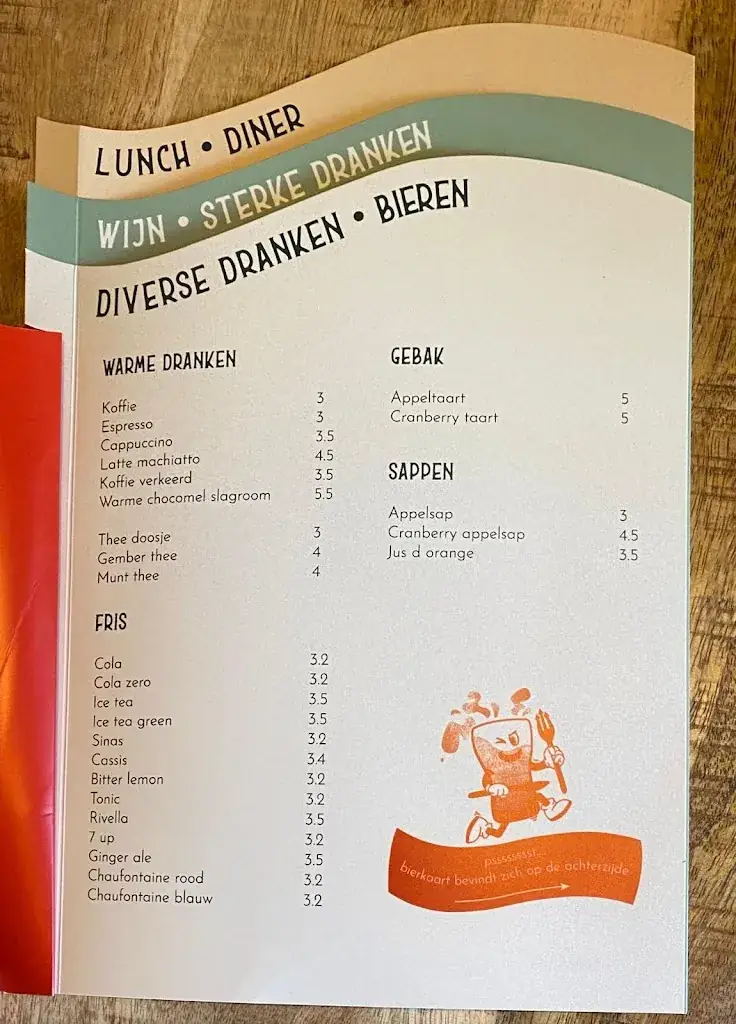 LUNCH • DINER
WIJN • STERKE DRANKEN
DIVERSE DRANKEN • BIEREN
WARME DRANKEN
Koffie 3
Espresso 3
Cappuccino 3.5
Latte machiatto 4.5
Koffie verkeerd 3.5
Warme chocomel slagroom 5.5
Thee doosje 3
Gember thee 4
Munt thee 4
FRIS
Cola 3.2
Cola zero 3.2
Ice tea 3.5
Ice tea green 3.5
Sinas 3.2
Cassis 3.4
Bitter lemon 3.2
Tonic 3.2
Rivella 3.5
7 up 3.2
Ginger ale 3.5
Chaufontaine rood 3.2
Chaufontaine blauw 3.2
GEBAK
Appeltaart 5
Cranberry taart 5
SAPPEN
Appelsap 3
Cranberry appelsap 4.5
Jus d orange 3.5
psssssssst...
bierkaart bevindt zich op de achterzijde